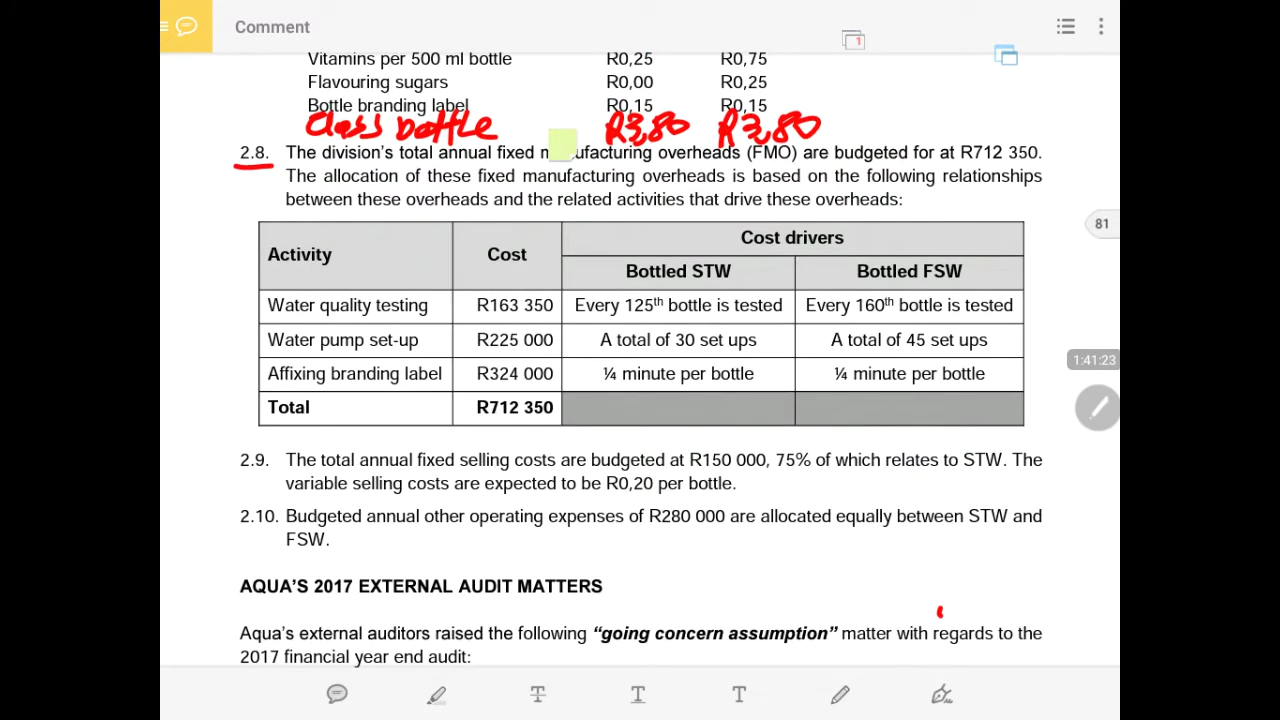 Comment
1
Vitamins per 500 ml bottle R0,25 R0,75
Flavouring sugars R0,00 R0,25
Bottle branding label R0,15 R0,15
Glass bottle R3,80 R3,80
2.8. The division's total annual fixed manufacturing overheads (FMO) are budgeted for at R712 350.
The allocation of these fixed manufacturing overheads is based on the following relationships
between these overheads and the related activities that drive these overheads:
81
Activity Cost Cost drivers
Bottled STW Bottled FSW
Water quality testing R163 350 Every 125th bottle is tested Every 160th bottle is tested
Water pump set-up R225 000 A total of 30 set ups A total of 45 set ups
1:41:23
Affixing branding label R324 000 ¼ minute per bottle ¼ minute per bottle
Total R712 350
2.9. The total annual fixed selling costs are budgeted at R150 000, 75% of which relates to STW. The
variable selling costs are expected to be R0,20 per bottle.
2.10. Budgeted annual other operating expenses of R280 000 are allocated equally between STW and
FSW.
AQUA'S 2017 EXTERNAL AUDIT MATTERS
Aqua's external auditors raised the following "going concern assumption" matter with regards to the
2017 financial year end audit:
T T T